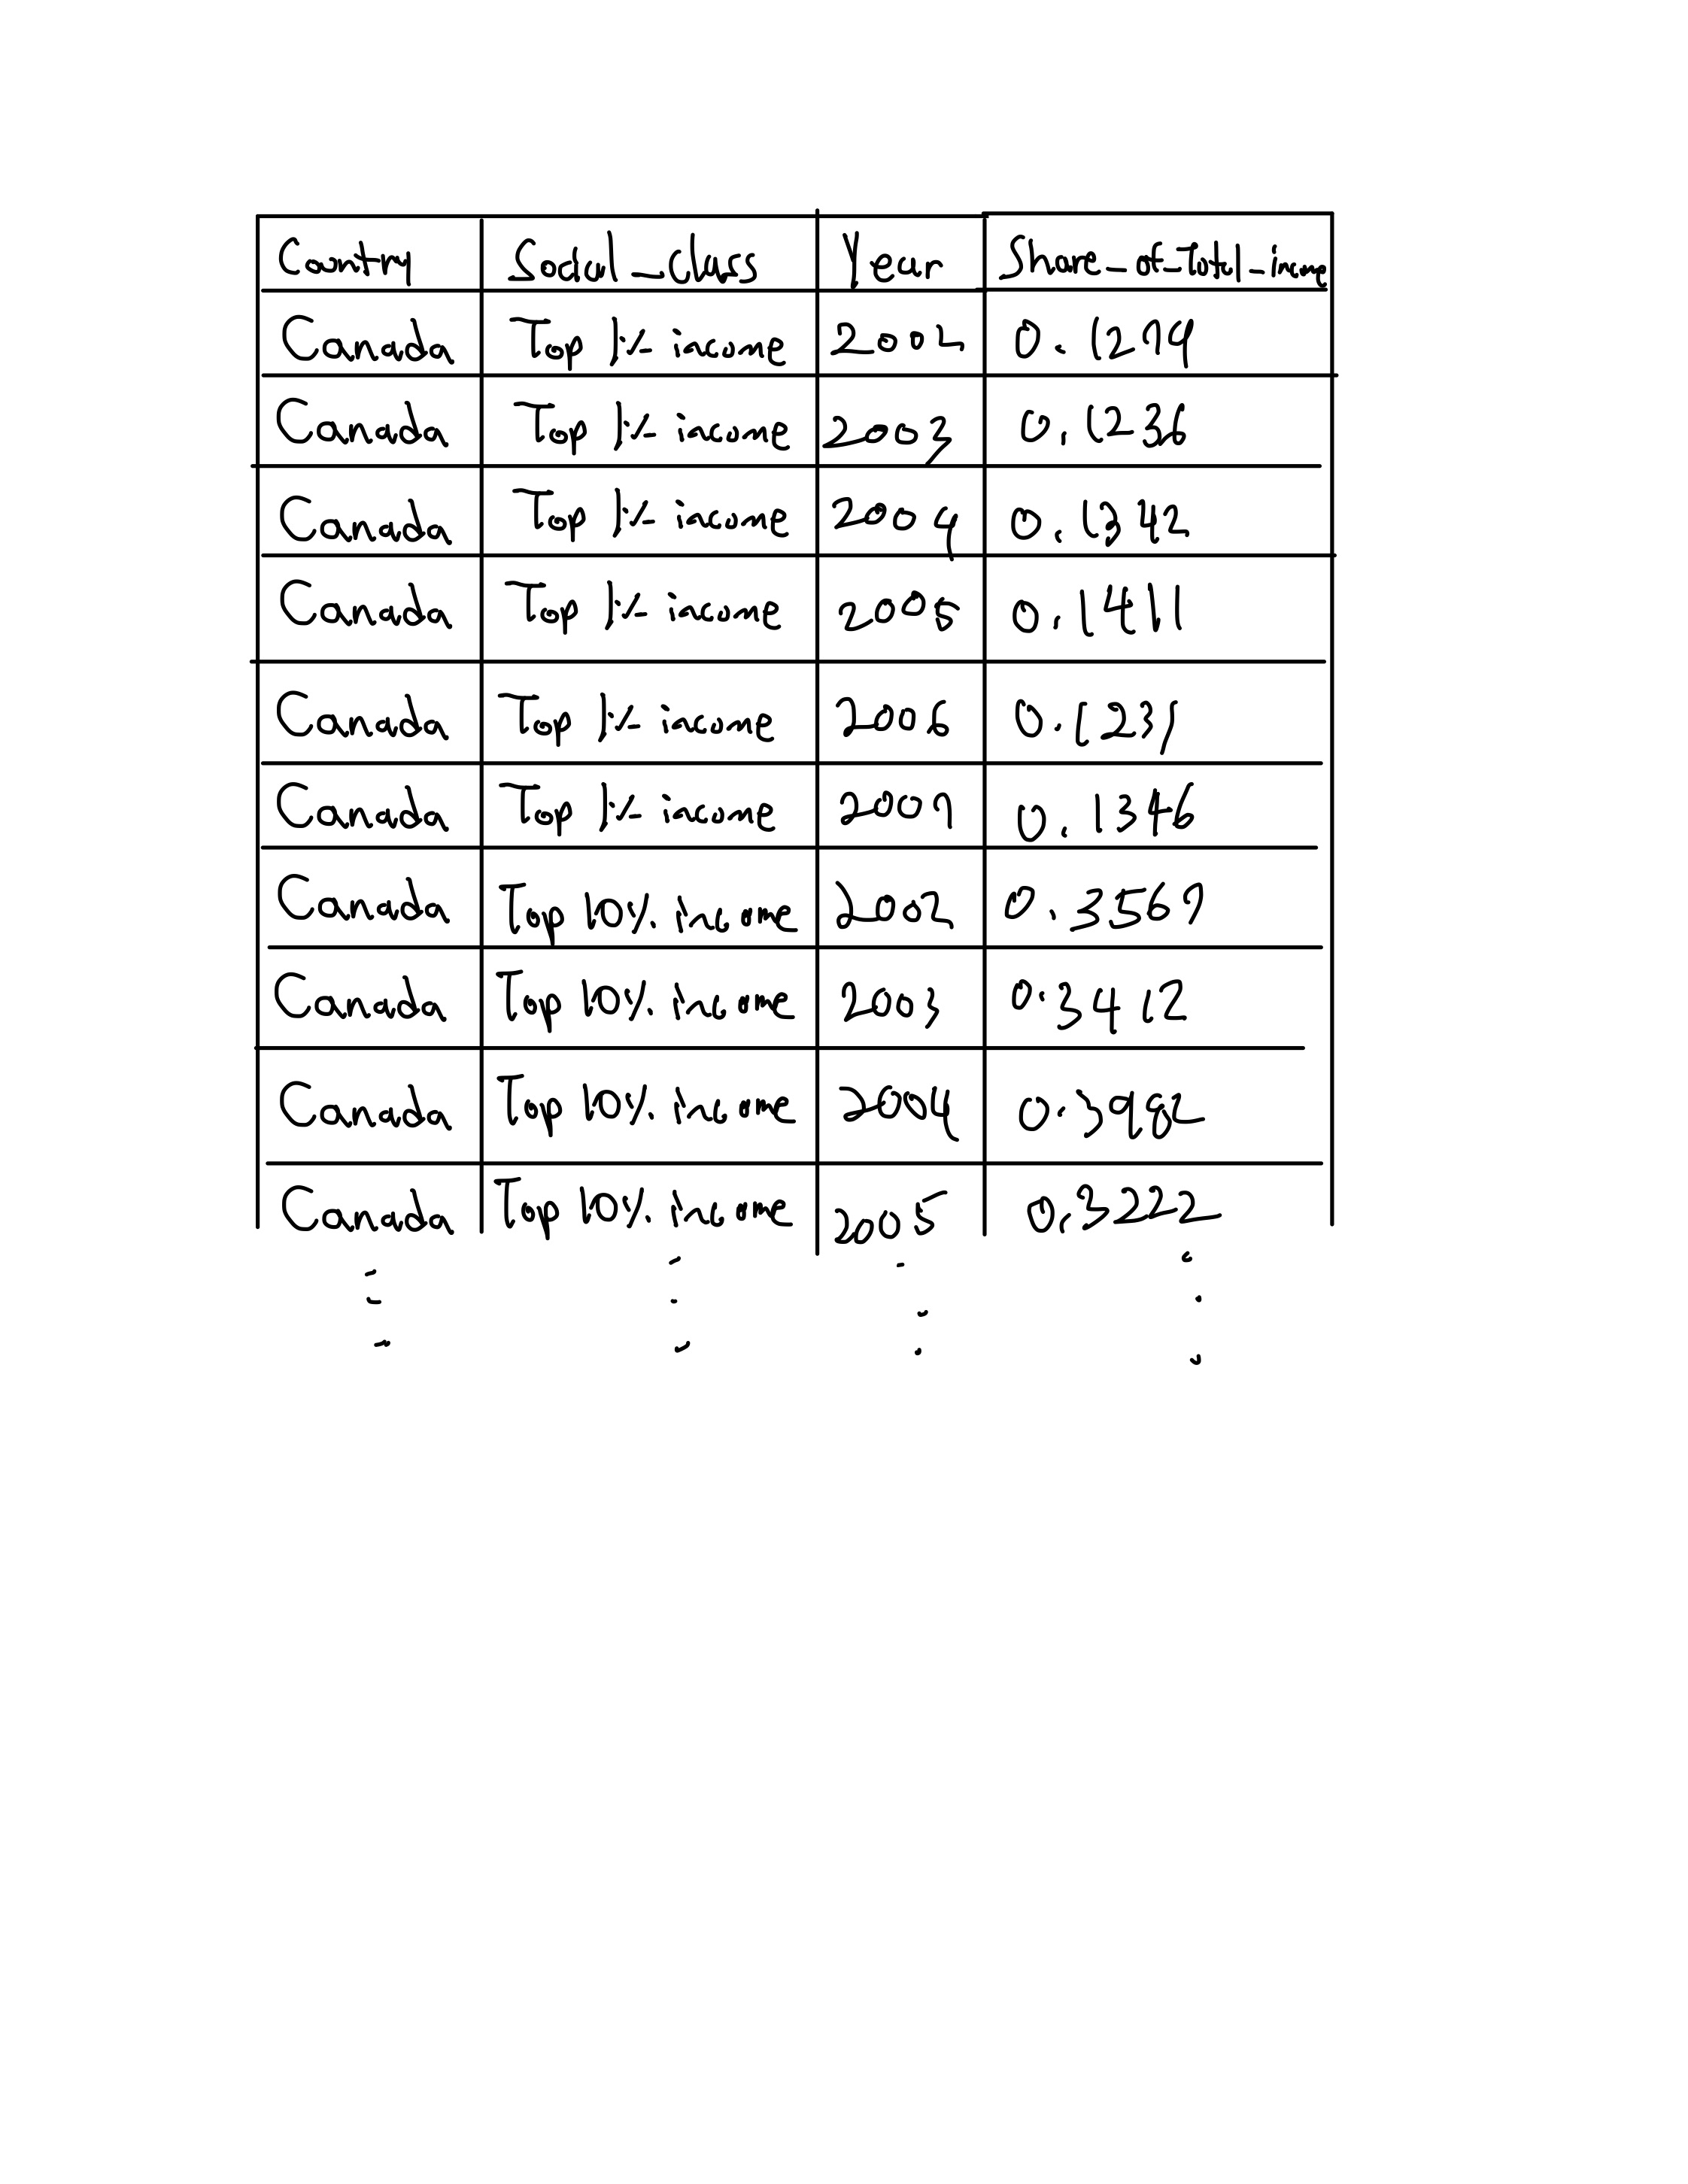 Country Social_Class Year Share_of_Total_income
Canada Top 1% income 2002 0.1294
Canada Top 1% income 2003 0.1236
Canada Top 1% income 2004 0.1342
Canada Top 1% income 2005 0.1411
Canada Top 1% income 2006 0.1231
Canada Top 1% income 2007 0.1346
Canada Top 10% income 2002 0.3567
Canada Top 10% income 2003 0.3412
Canada Top 10% income 2004 0.3982
Canada Top 10% income 2005 0.3222